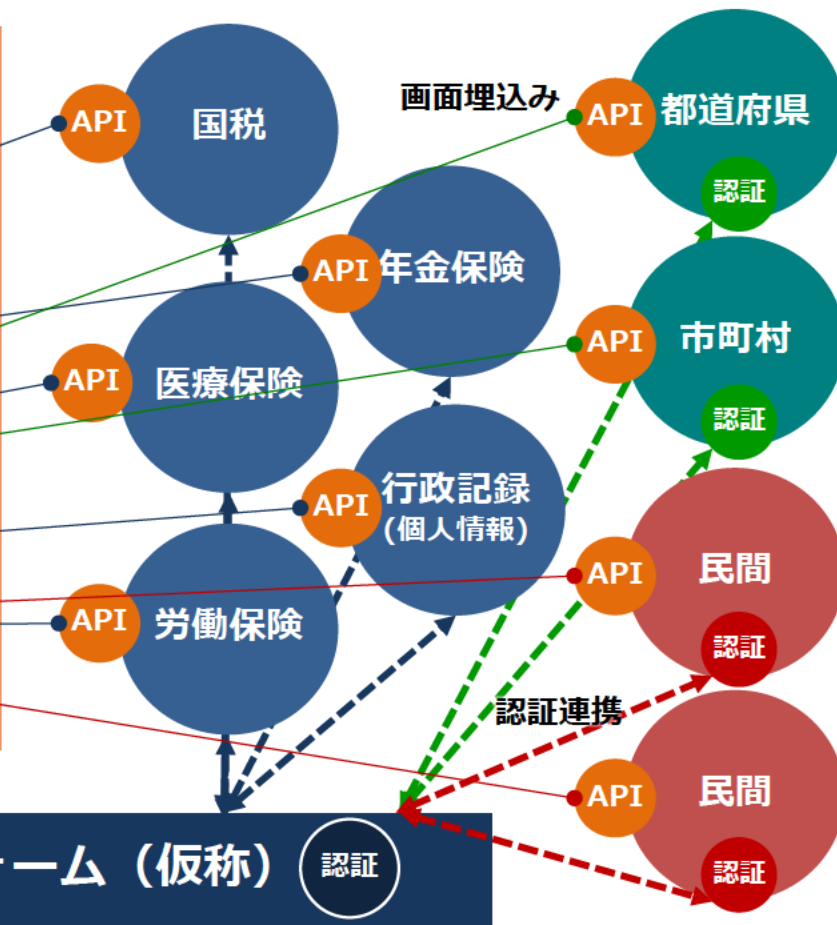 画面埋込み
API
国税
API
都道府県
認証
API
年金保険
API
市町村
認証
API
医療保険
API
行政記録
(個人情報)
API
民間
認証
API
労働保険
認証連携
API
民間
認証
ーム（仮称）
認証